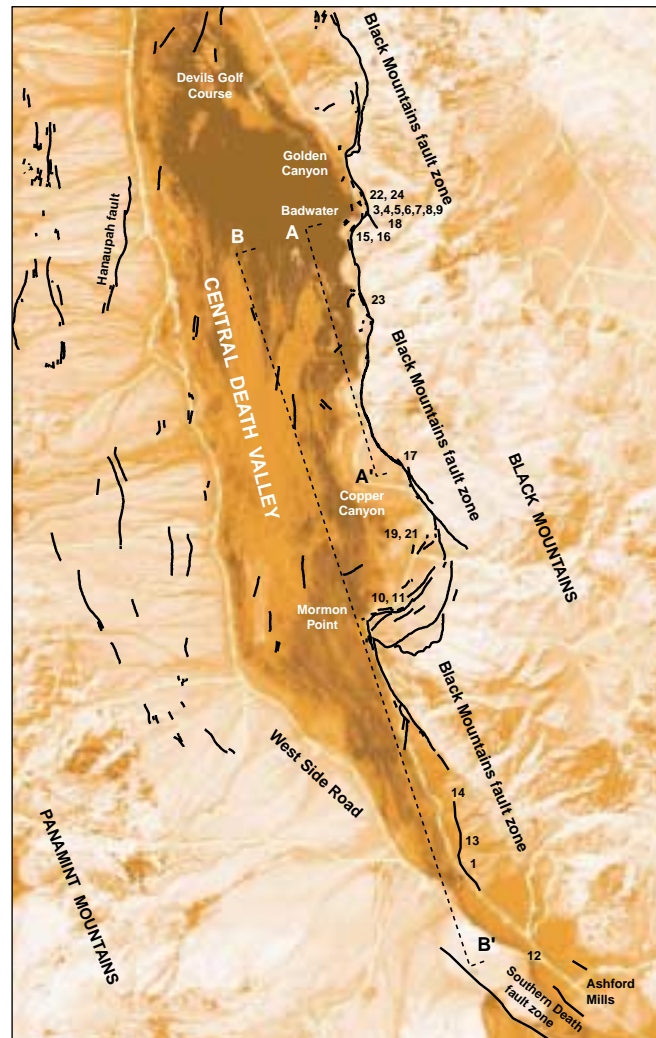 Devils Golf
Course
Black Mountains fault zone
Golden
Canyon
22, 24
3,4,5,6,7,8,9
18
Badwater
15, 16
A
B
Hanaupah fault
23
CENTRAL DEATH VALLEY
Black Mountains fault zone
17
A'
BLACK MOUNTAINS
Copper
Canyon
19, 21
10, 11
Mormon
Point
Black Mountains fault zone
West Side Road
14
13
1
PANAMINT MOUNTAINS
B'
12
Southern Death
fault zone
Ashford
Mills